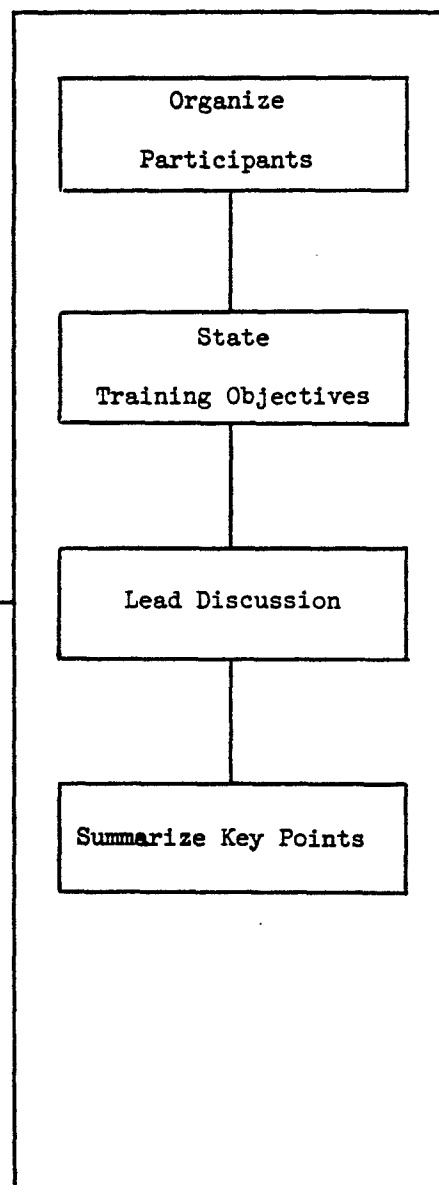 Organize
Participants
State
Training Objectives
Lead Discussion
Summarize Key Points